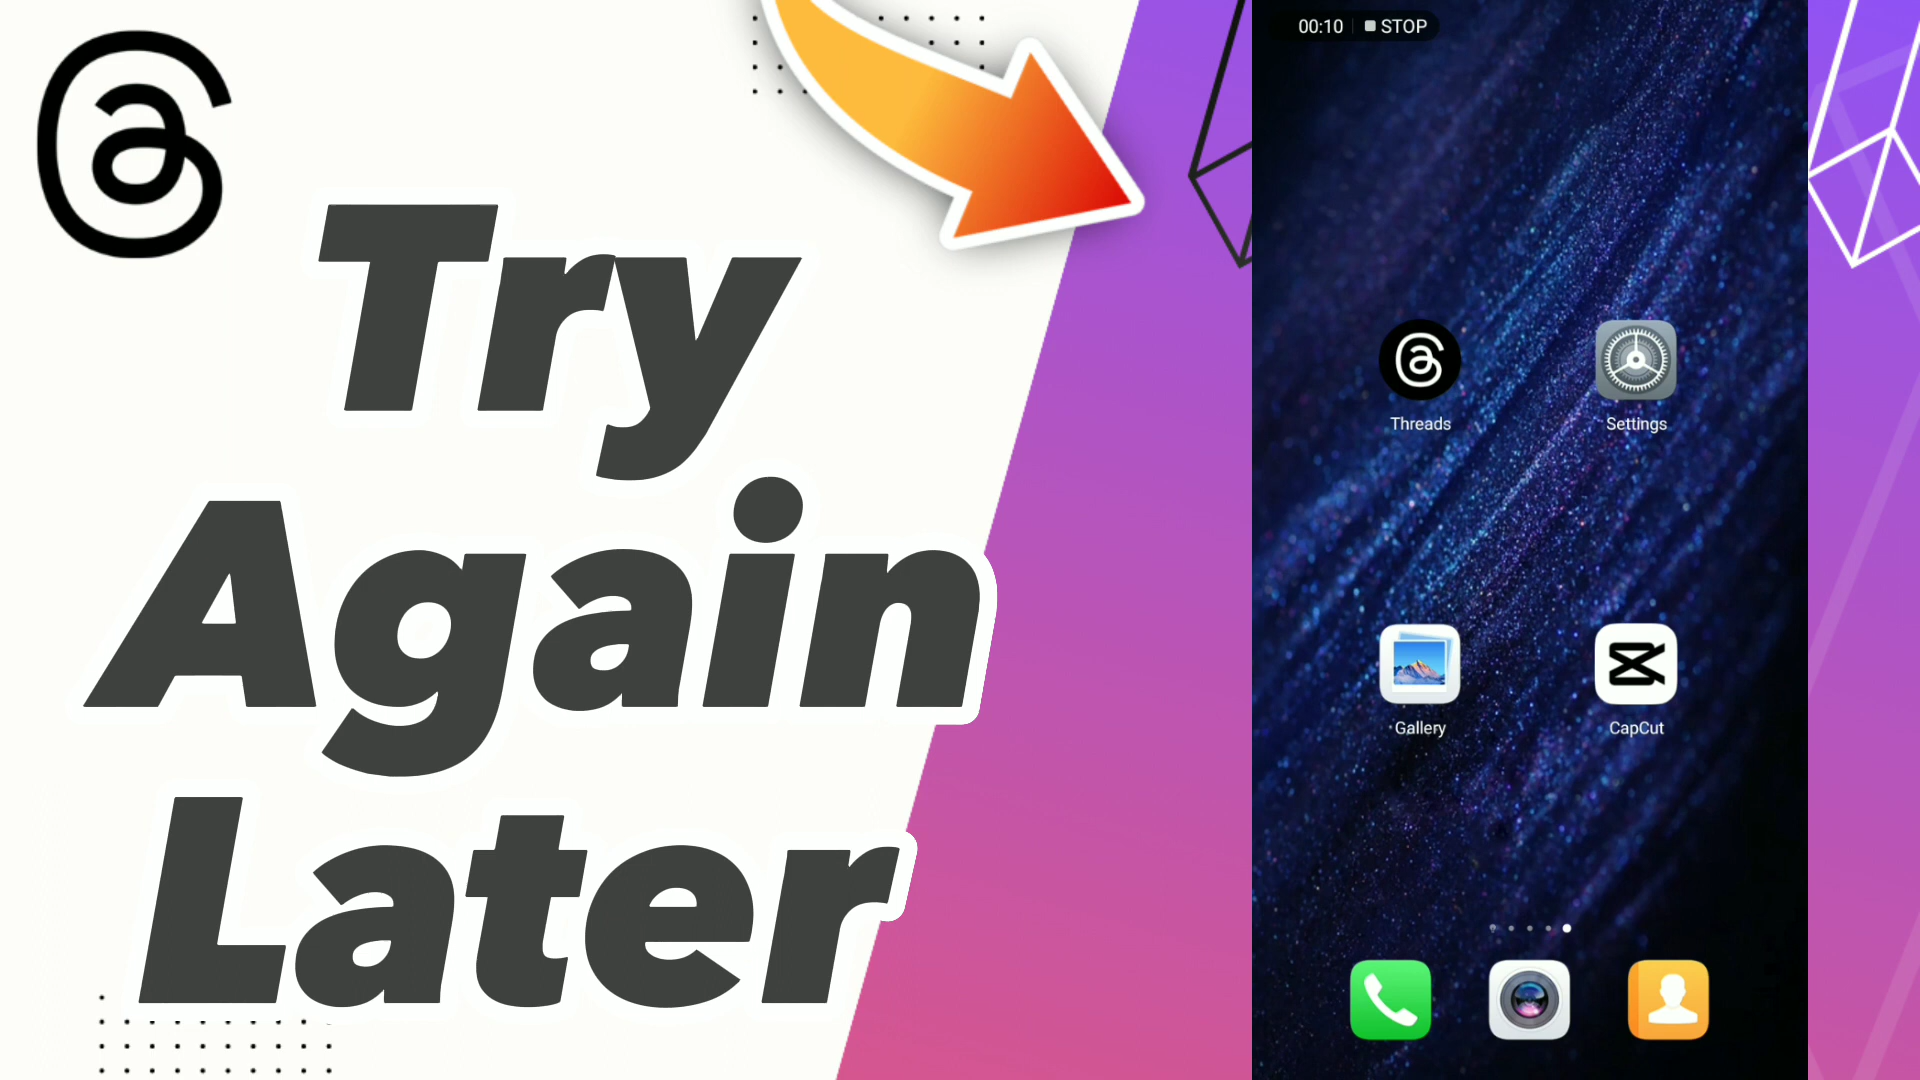 Try
Again
Later
00:10 STOP
Threads Settings
Gallery CapCut